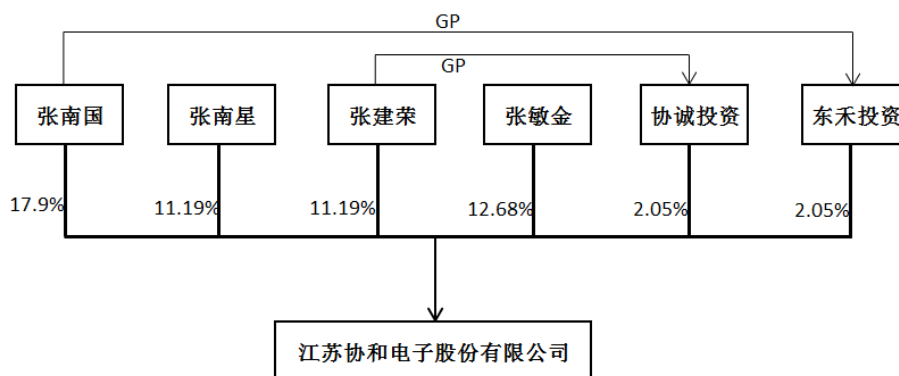 GP
GP
张南国
张南星
张建荣
张敏金
协诚投资
东禾投资
17.9%
11.19%
11.19%
12.68%
2.05%
2.05%
江苏协和电子股份有限公司